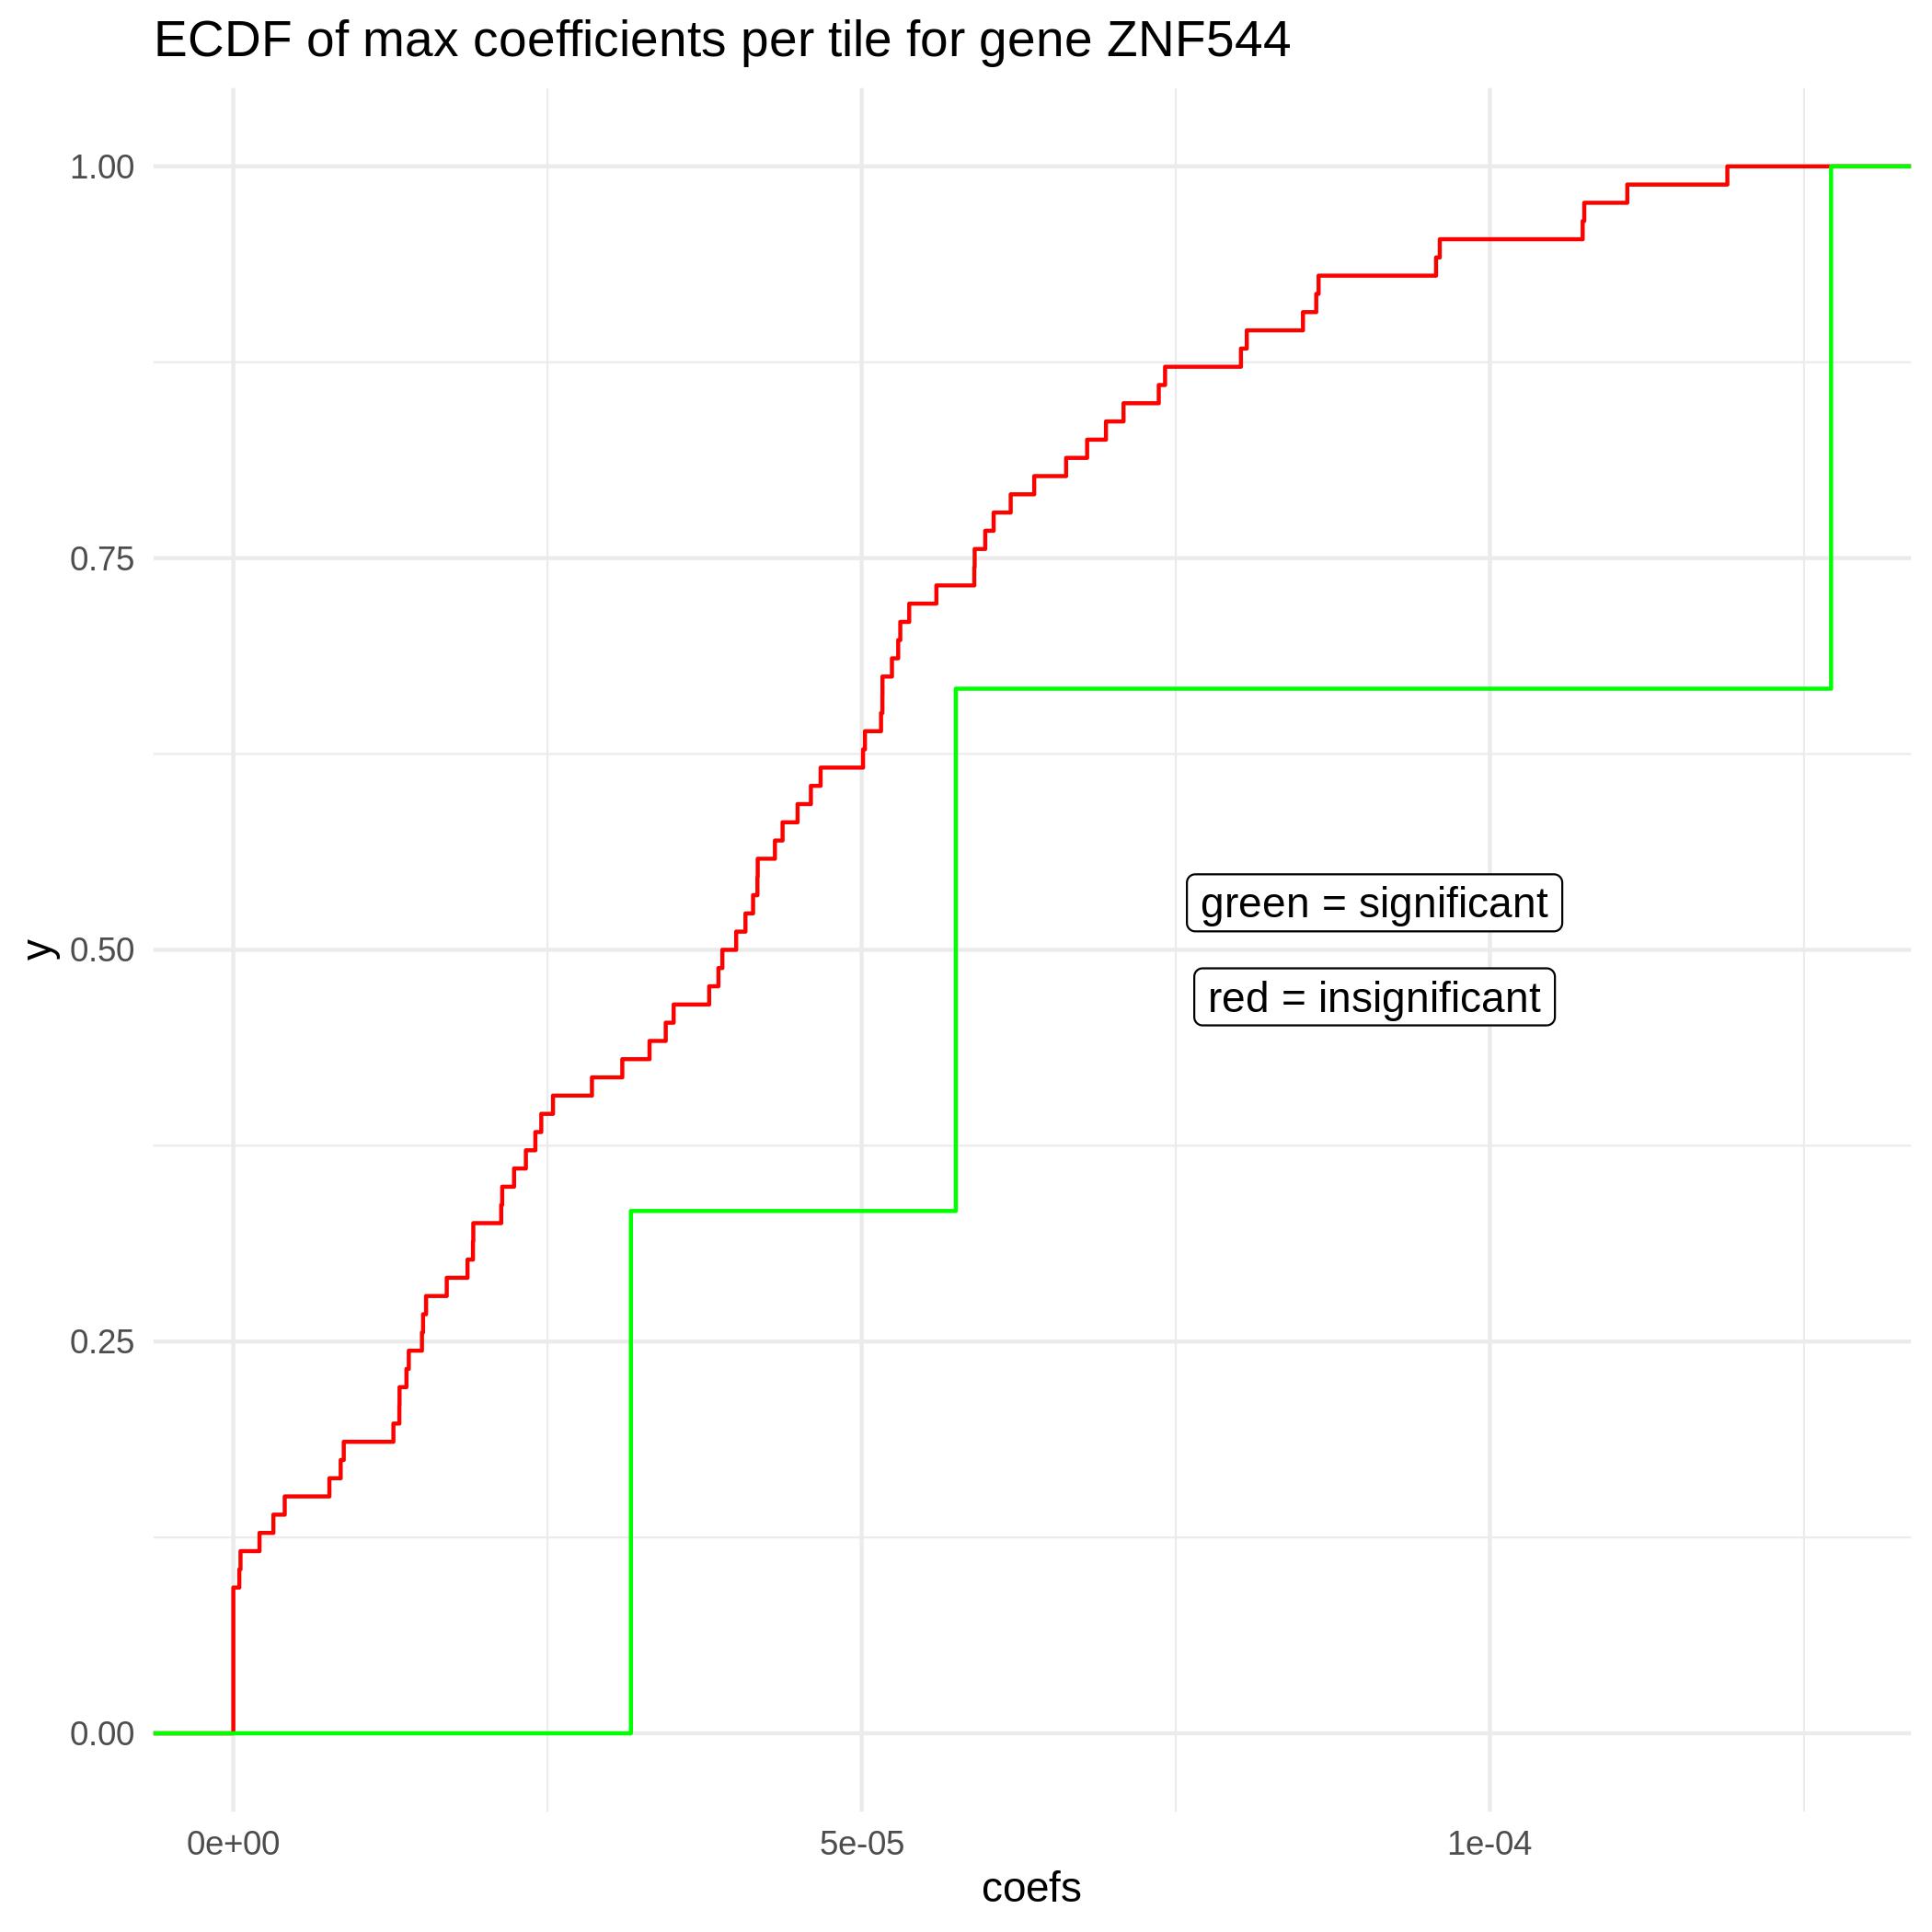 ECDF of max coefficients per tile for gene ZNF544
1.00
0.75
0.50
0.25
0.00
y
green = significant
red = insignificant
0e+00
5e-05
1e-04
coefs